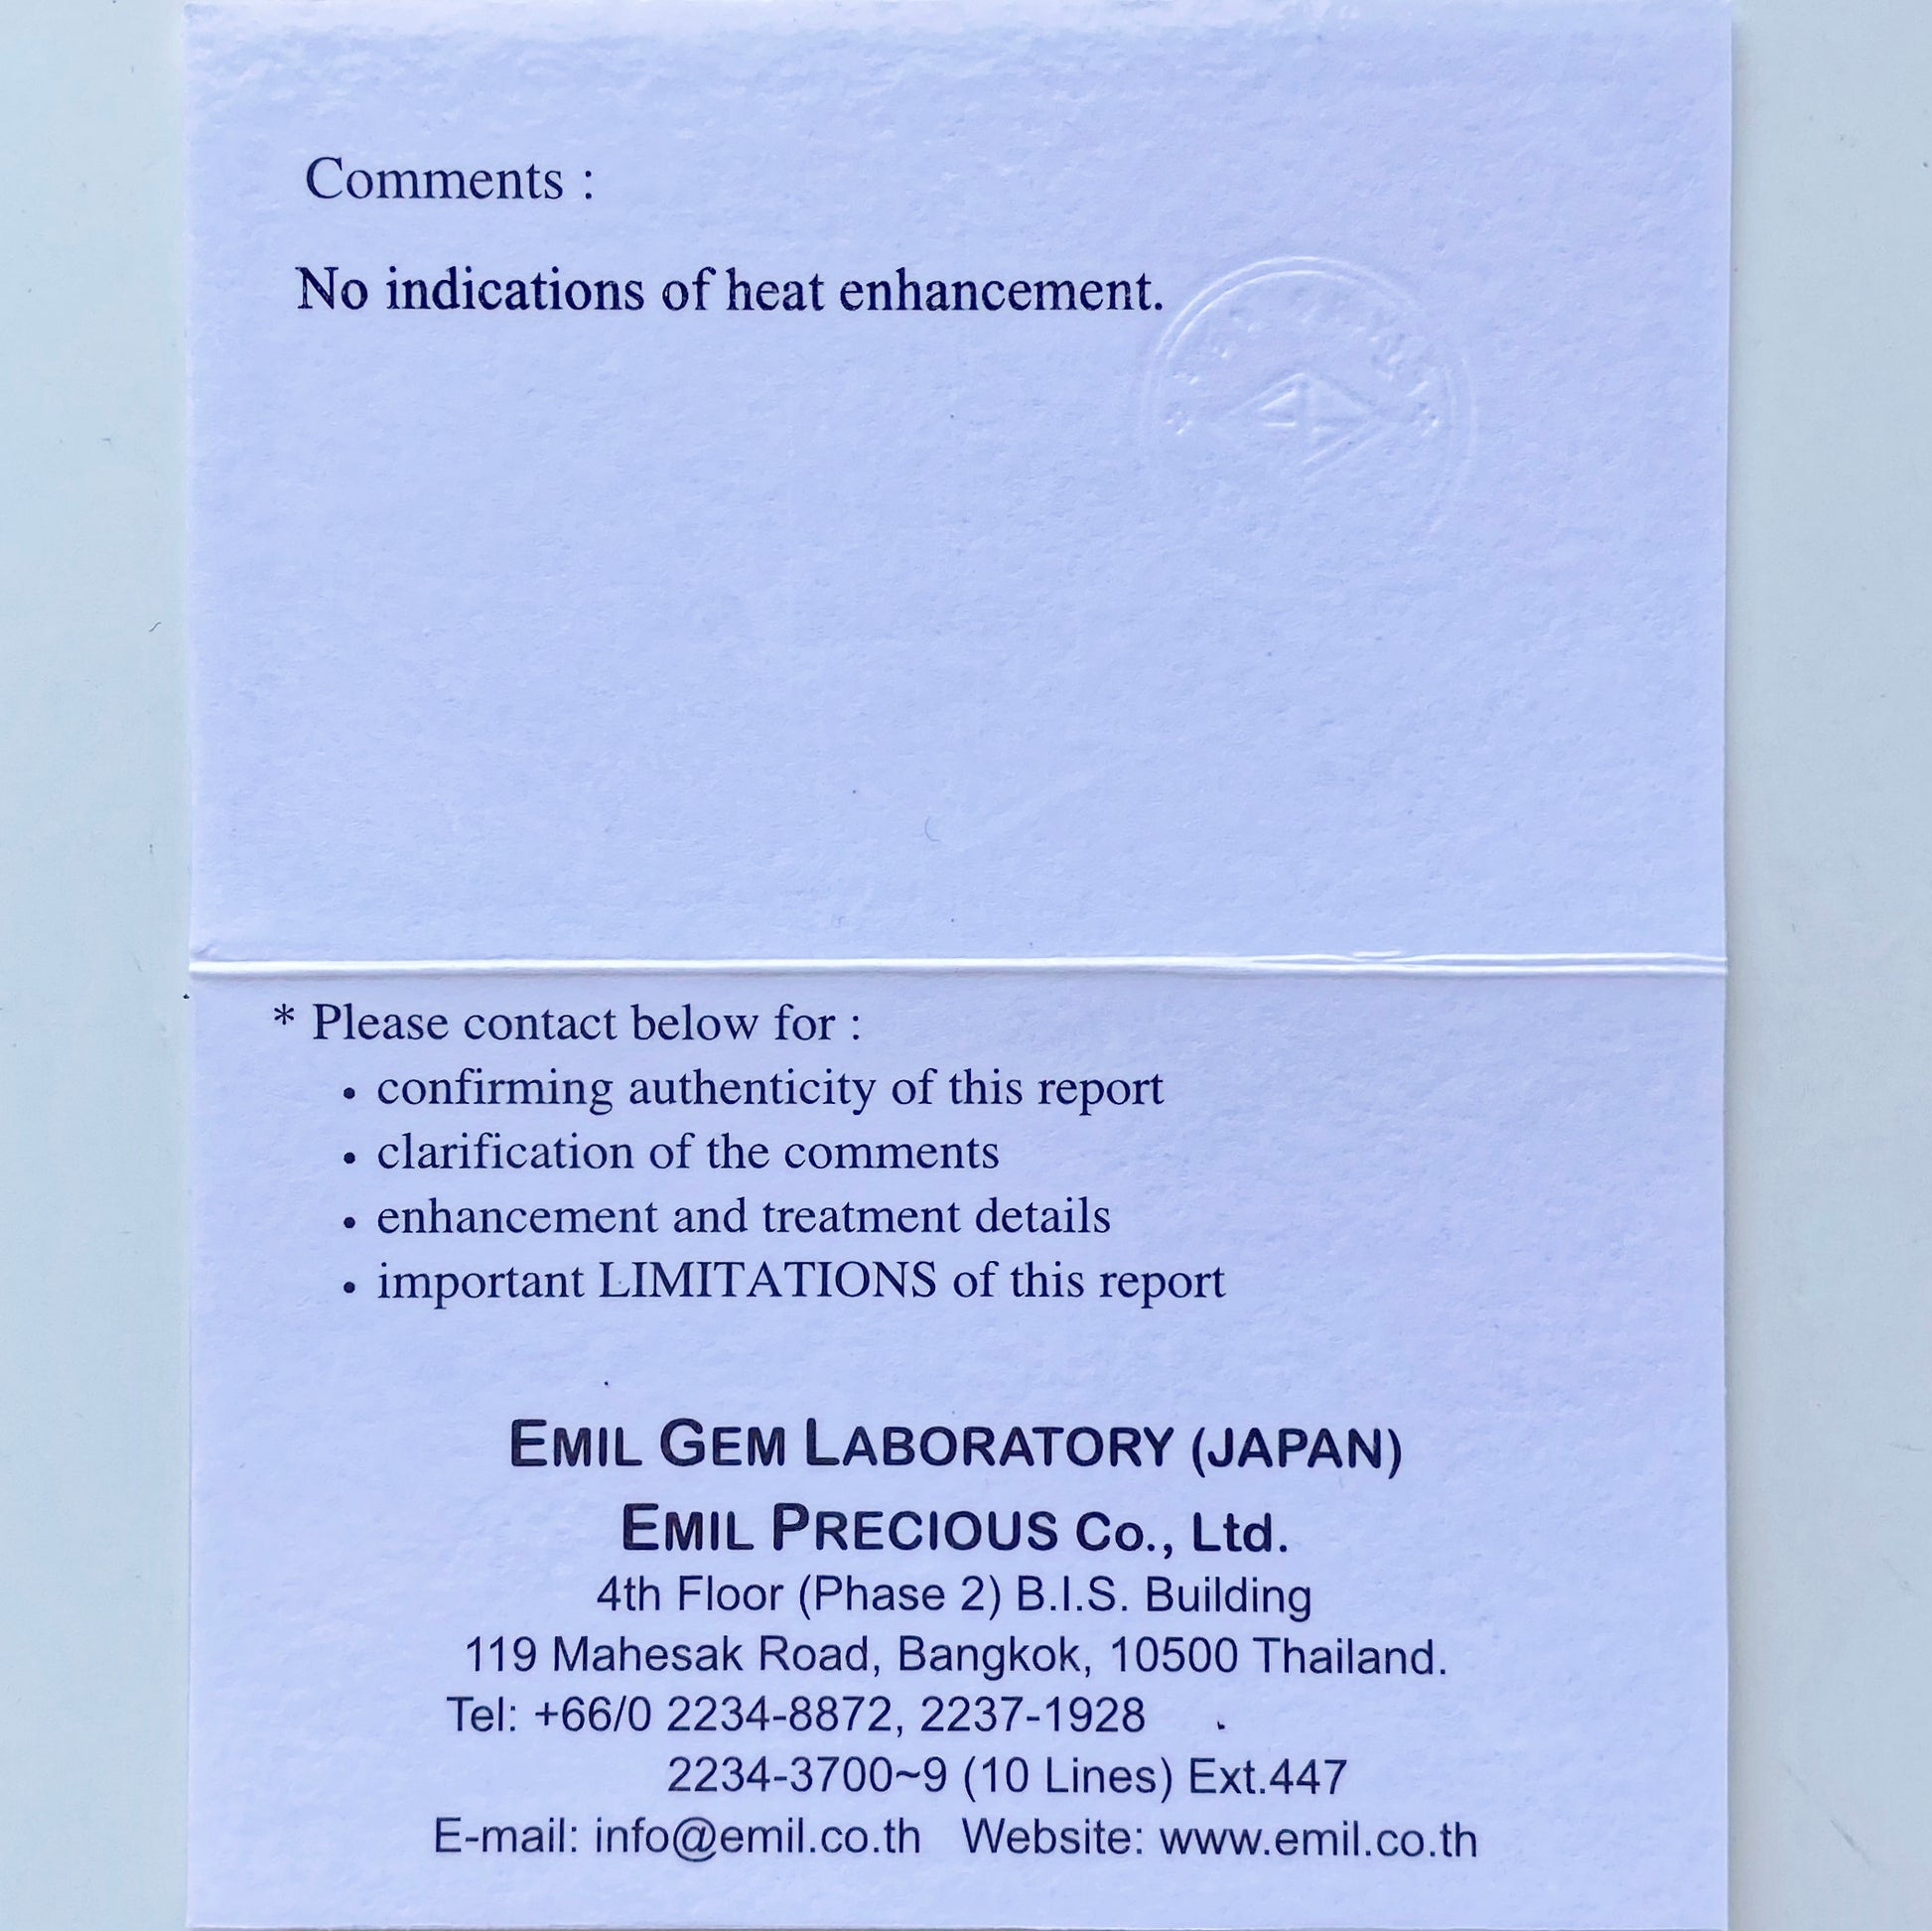 Comments :
No indications of heat enhancement.
* Please contact below for :
• confirming authenticity of this report
• clarification of the comments
• enhancement and treatment details
• important LIMITATIONS of this report
EMIL GEM LABORATORY (JAPAN)
EMIL PRECIOUS Co., Ltd.
4th Floor (Phase 2) B.I.S. Building
119 Mahesak Road, Bangkok, 10500 Thailand.
Tel: +66/0 2234-8872, 2237-1928
2234-3700~9 (10 Lines) Ext.447
E-mail: info@emil.co.th Website: www.emil.co.th